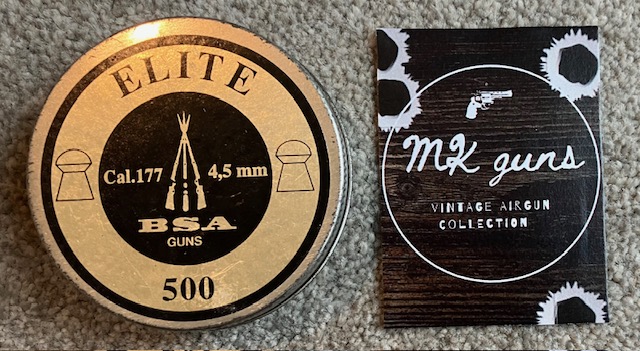 ELITE
Cal.177 4,5 mm
BSA
GUNS
500
MK guns
VINTAGE AIRGUN
COLLECTION